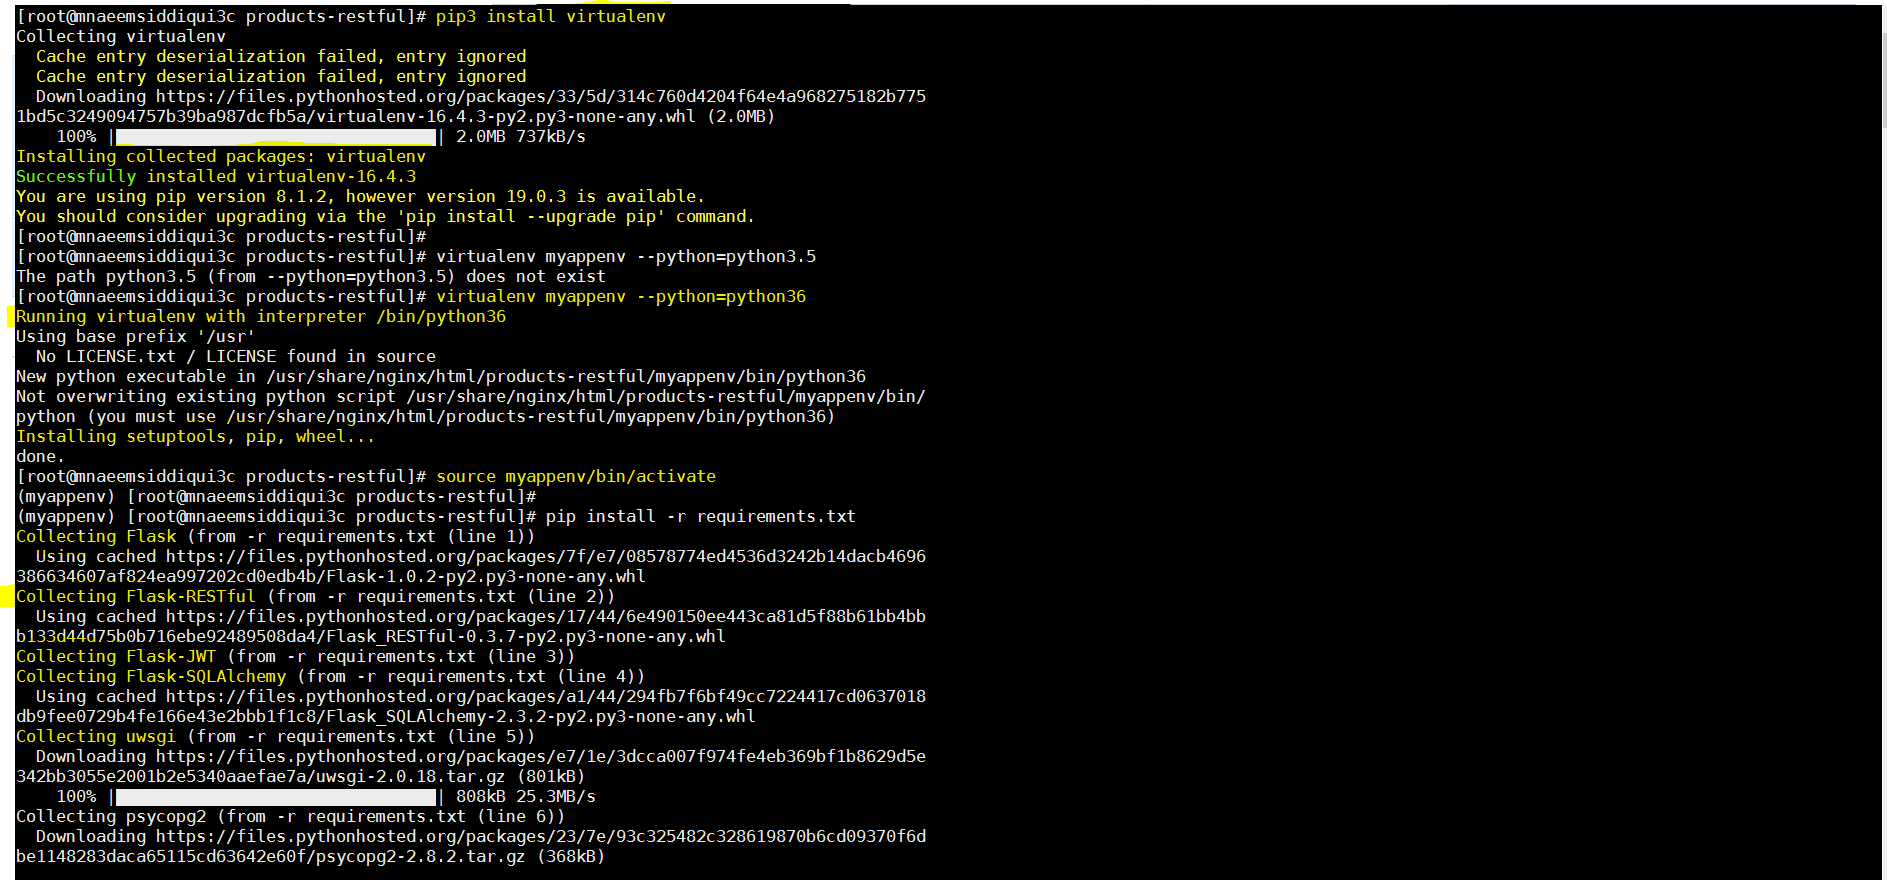 [root@mnaeemsiddiqui3c products-restful]# pip3 install virtualenv
Collecting virtualenv
  Cache entry deserialization failed, entry ignored
  Cache entry deserialization failed, entry ignored
  Downloading https://files.pythonhosted.org/packages/33/5d/314c760d4204f64e4a968275182b775
1bd5c3249094757b39ba987dcfb5a/virtualenv-16.4.3-py2.py3-none-any.whl (2.0MB)
    100% |████████████████████████████████| 2.0MB 737kB/s
Installing collected packages: virtualenv
Successfully installed virtualenv-16.4.3
You are using pip version 8.1.2, however version 19.0.3 is available.
You should consider upgrading via the 'pip install --upgrade pip' command.
[root@mnaeemsiddiqui3c products-restful]#
[root@mnaeemsiddiqui3c products-restful]# virtualenv myappenv --python=python3.5
The path python3.5 (from --python=python3.5) does not exist
[root@mnaeemsiddiqui3c products-restful]# virtualenv myappenv --python=python36
Running virtualenv with interpreter /bin/python36
Using base prefix '/usr'
  No LICENSE.txt / LICENSE found in source
New python executable in /usr/share/nginx/html/products-restful/myappenv/bin/python36
Not overwriting existing python script /usr/share/nginx/html/products-restful/myappenv/bin/
python (you must use /usr/share/nginx/html/products-restful/myappenv/bin/python36)
Installing setuptools, pip, wheel...
done.
[root@mnaeemsiddiqui3c products-restful]# source myappenv/bin/activate
(myappenv) [root@mnaeemsiddiqui3c products-restful]#
(myappenv) [root@mnaeemsiddiqui3c products-restful]# pip install -r requirements.txt
Collecting Flask (from -r requirements.txt (line 1))
  Using cached https://files.pythonhosted.org/packages/7f/e7/08578774ed4536d3242b14dacb4696
386634607af824ea997202cd0edb4b/Flask-1.0.2-py2.py3-none-any.whl
Collecting Flask-RESTful (from -r requirements.txt (line 2))
  Using cached https://files.pythonhosted.org/packages/17/44/6e490150ee443ca81d5f88b61bb4bb
b133d44d75b0b716ebe92489508da4/Flask_RESTful-0.3.7-py2.py3-none-any.whl
Collecting Flask-JWT (from -r requirements.txt (line 3))
Collecting Flask-SQLAlchemy (from -r requirements.txt (line 4))
  Using cached https://files.pythonhosted.org/packages/a1/44/294fb7f6bf49cc7224417cd0637018
db9fee0729b4fe166e43e2bbb1f1c8/Flask_SQLAlchemy-2.3.2-py2.py3-none-any.whl
Collecting uwsgi (from -r requirements.txt (line 5))
  Downloading https://files.pythonhosted.org/packages/e7/1e/3dcca007f974fe4eb369bf1b8629d5e
342bb3055e2001b2e5340aaefae7a/uwsgi-2.0.18.tar.gz (801kB)
    100% |████████████████████████████████| 808kB 25.3MB/s
Collecting psycopg2 (from -r requirements.txt (line 6))
  Downloading https://files.pythonhosted.org/packages/23/7e/93c325482c328619870b6cd09370f6d
be1148283daca65115cd63642e60f/psycopg2-2.8.2.tar.gz (368kB)